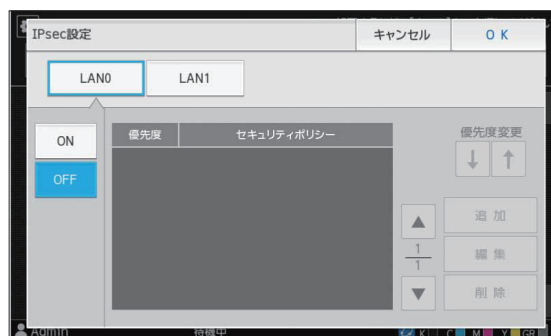 IPsec設定
キャンセル
OK
LAN0
LAN1
ON
OFF
優先度
セキュリティポリシー
優先度変更
↓ ↑
▲
1
1
▼
追加
編集
削除
Admin
待機中
K C M Y GR